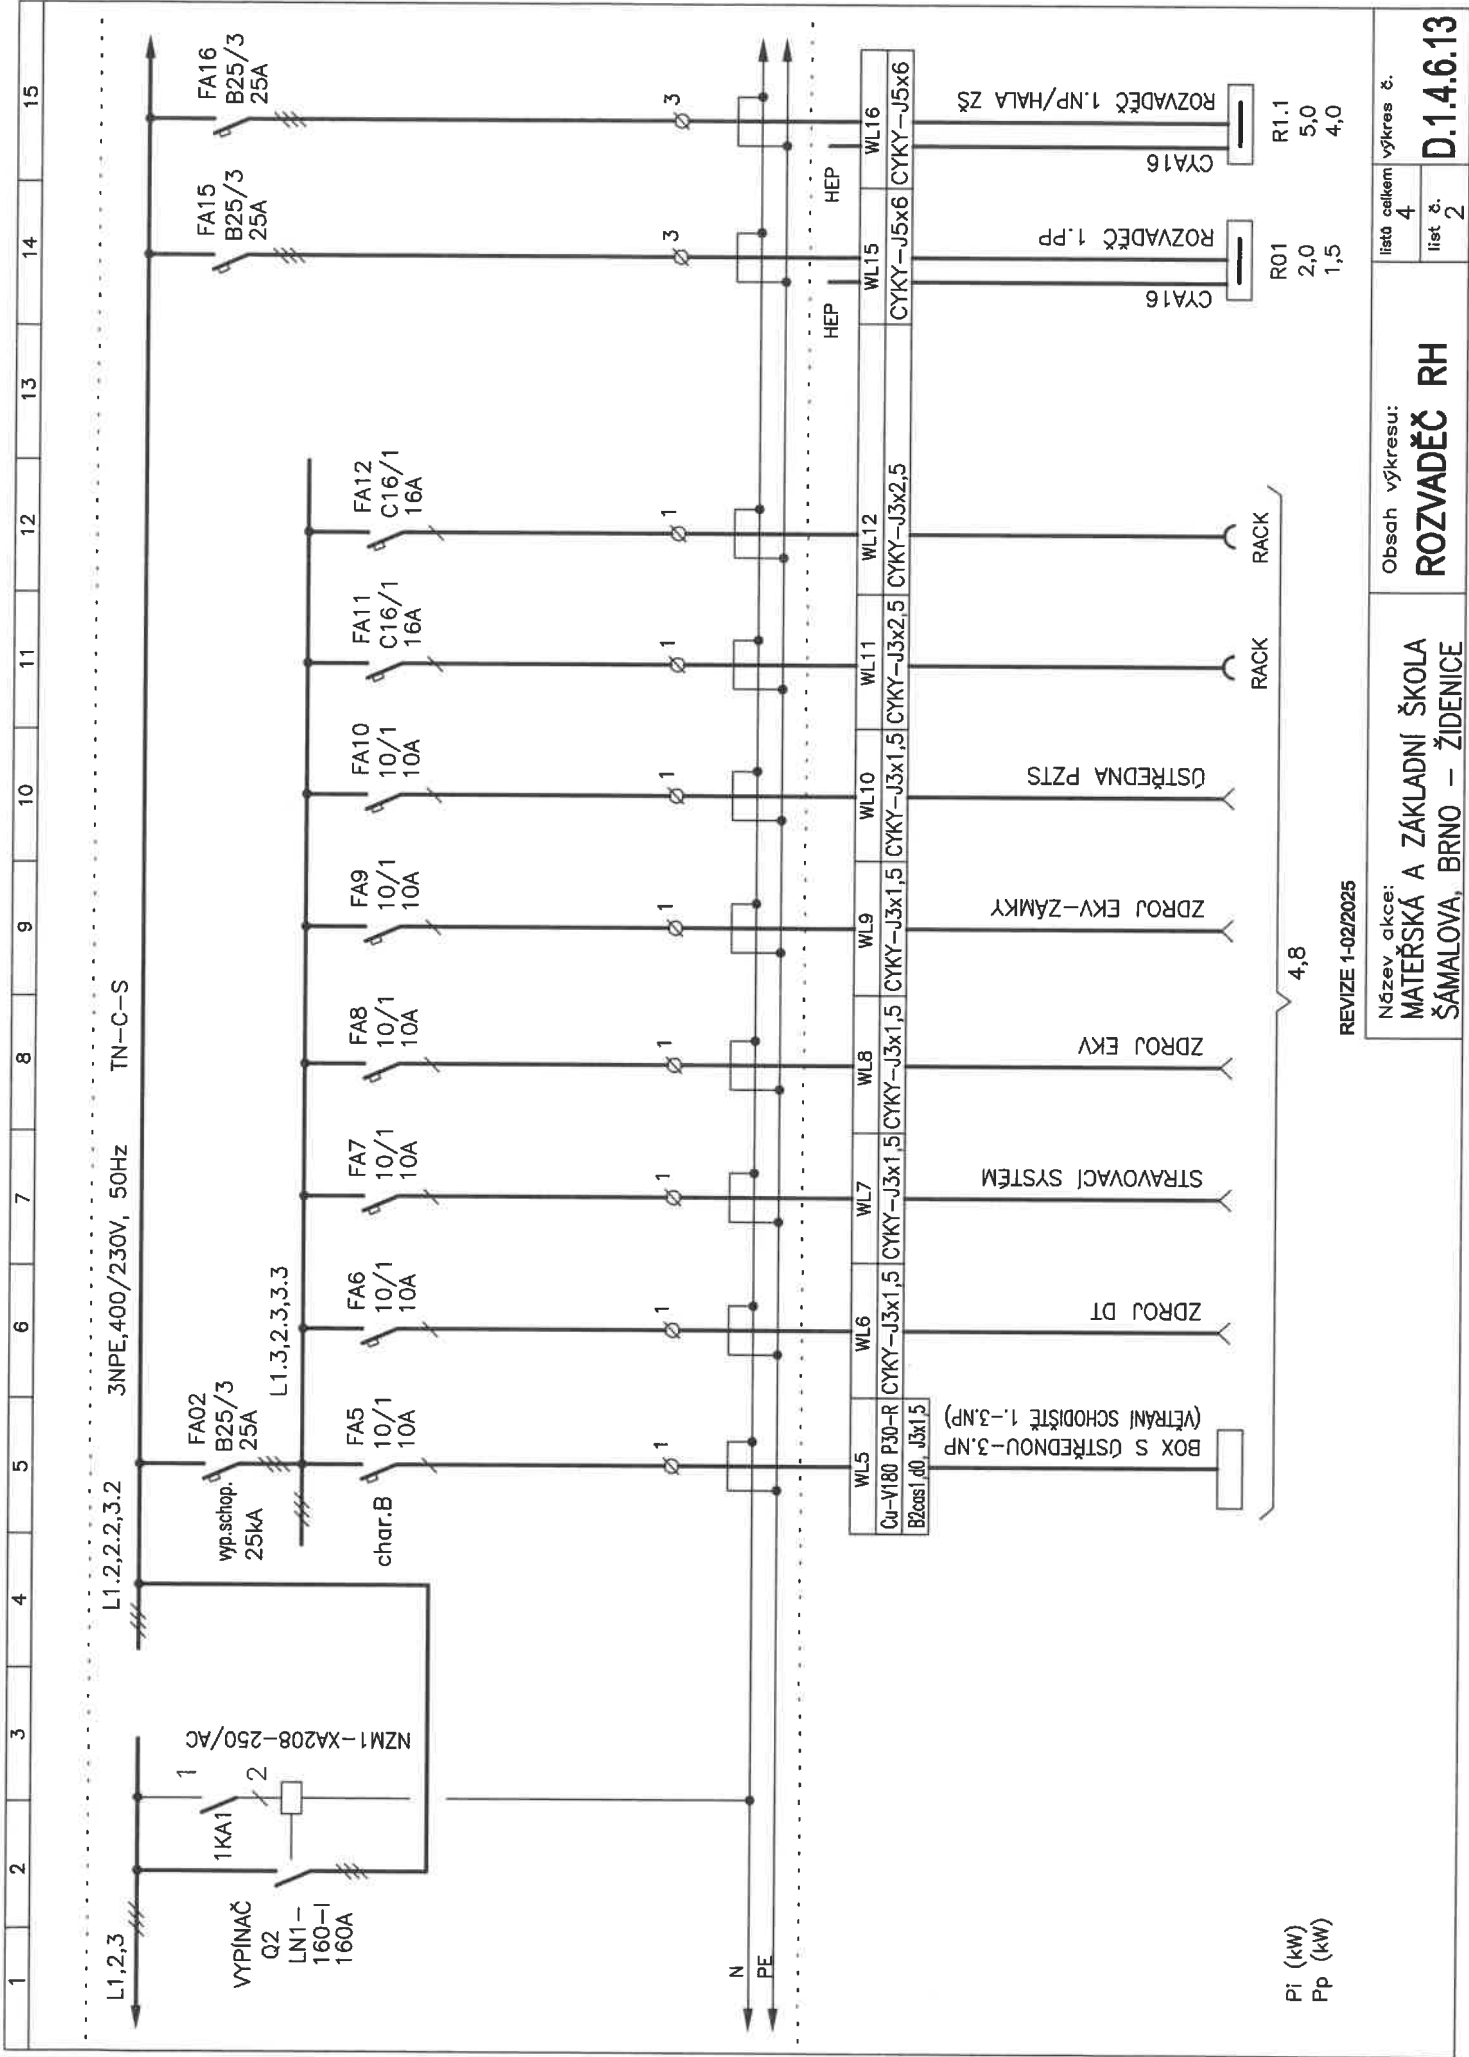 1 2 3 4 5 6 7 8 9 10 11 12 13 14 15
L1,2,3
L1.2,2.2,3.2
3NPE,400/230V, 50Hz TN-C-S
VYPÍNAČ
Q2
LN1-
160-I
160A
1KA1
1
2
NZM1-XA208-250/AC
FA02
B25/3
25A
vyp.schop.
25kA
L1.3,2.3,3.3
FA5
10/1
10A
char.B
FA6
10/1
10A
FA7
10/1
10A
FA8
10/1
10A
FA9
10/1
10A
FA10
10/1
10A
FA11
C16/1
16A
FA12
C16/1
16A
FA15
B25/3
25A
FA16
B25/3
25A
1 1 1 1 1 1 1 1 3 3
N
PE
HEP
HEP
WL5 WL6 WL7 WL8 WL9 WL10 WL11 WL12 WL15 WL16
Cu-V180 P30-R CYKY-J3x1,5 CYKY-J3x1,5 CYKY-J3x1,5 CYKY-J3x1,5 CYKY-J3x1,5 CYKY-J3x2,5 CYKY-J3x2,5 CYKY-J5x6 CYKY-J5x6
B2cas1,d0, J3x1,5
BOX S ÚSTŘEDNOU-3.NP
(VĚTRÁNÍ SCHODIŠTĚ 1.-3.NP)
ZDROJ DT
STRAVOVACÍ SYSTÉM
ZDROJ EKV
ZDROJ EKV-ZÁMKY
ÚSTŘEDNA PZTS
RACK
RACK
CYA16
ROZVADĚČ 1.PP
CYA16
ROZVADĚČ 1.NP/HALA ZŠ
R01
2,0
1,5
R1.1
5,0
4,0
4,8
Pi (kW)
Pp (kW)
REVIZE 1-02/2025
Název akce:
MATEŘSKÁ A ZÁKLADNÍ ŠKOLA
ŠÁMALOVA, BRNO - ŽIDENICE
Obsah výkresu:
ROZVADĚČ RH
listů celkem
4
list č.
2
výkres č.
D.1.4.6.13